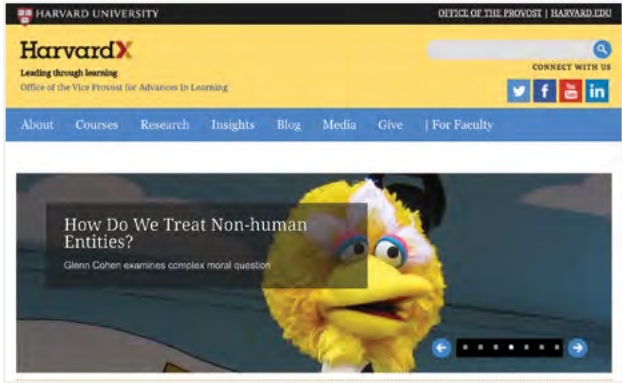 HARVARD UNIVERSITY
OFFICE OF THE PROVOST | HARVARD.EDU
HarvardX
Leading through learning
Office of the Vice Provost for Advances in Learning
CONNECT WITH US
You
Tube
About Courses Research Insights Blog Media Give | For Faculty
How Do We Treat Non-human
Entities?
Glenn Cohen examines complex moral question